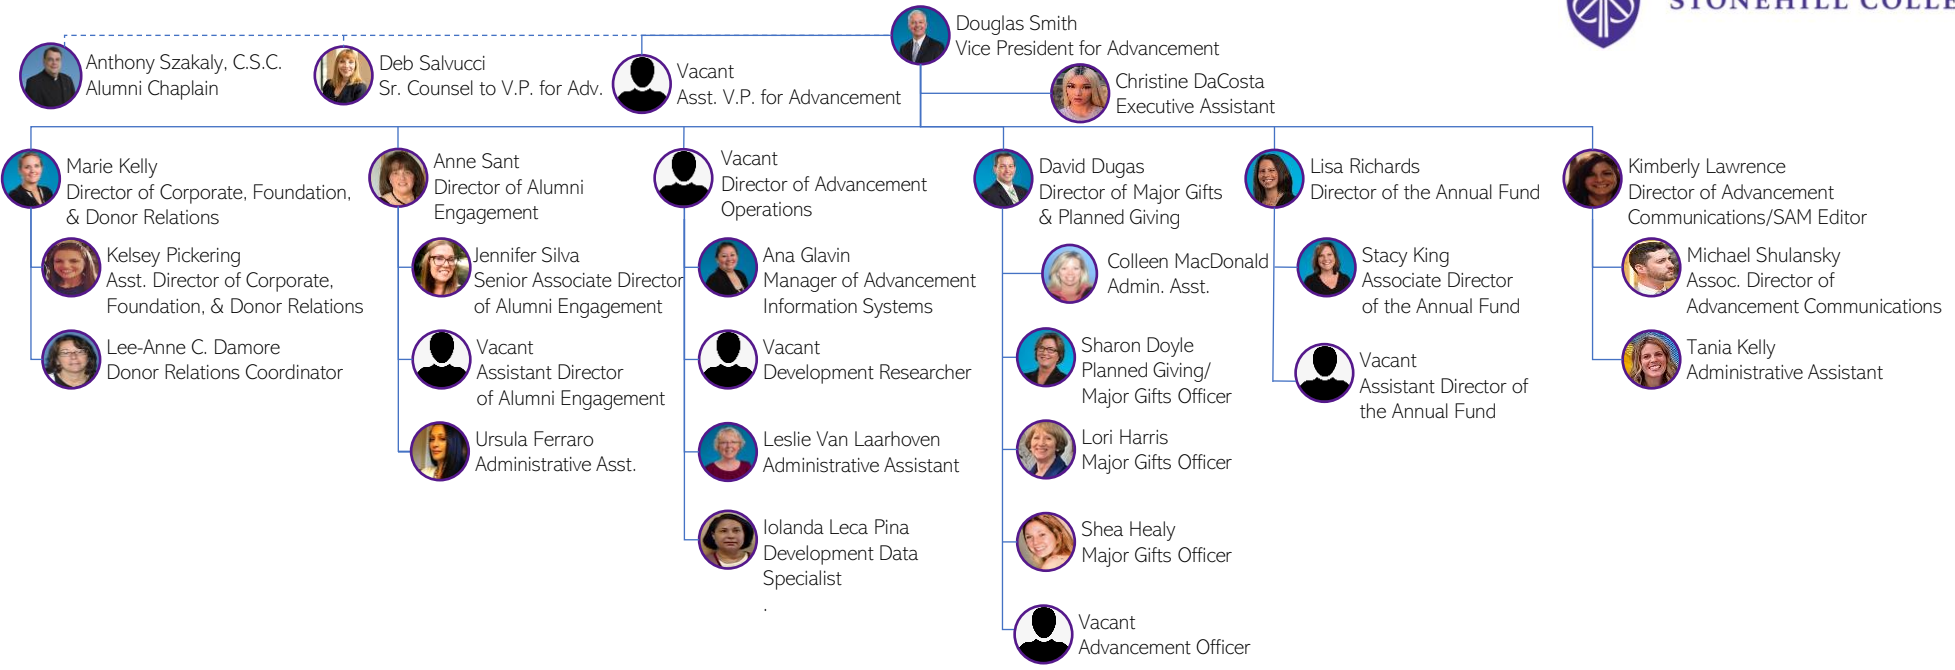 STONEHILL
Douglas Smith
Vice President for Advancement
Anthony Szakaly, C.S.C.
Alumni Chaplain
Deb Salvucci
Sr. Counsel to V.P. for Adv.
Vacant
Asst. V.P. for Advancement
Christine DaCosta
Executive Assistant
Marie Kelly
Director of Corporate, Foundation,
& Donor Relations
Kelsey Pickering
Asst. Director of Corporate,
Foundation, & Donor Relations
Lee-Anne C. Damore
Donor Relations Coordinator
Anne Sant
Director of Alumni
Engagement
Jennifer Silva
Senior Associate Director
of Alumni Engagement
Vacant
Assistant Director
of Alumni Engagement
Ursula Ferraro
Administrative Asst.
Vacant
Director of Advancement
Operations
Ana Glavin
Manager of Advancement
Information Systems
Vacant
Development Researcher
Leslie Van Laarhoven
Administrative Assistant
Iolanda Leca Pina
Development Data
Specialist
.
David Dugas
Director of Major Gifts
& Planned Giving
Colleen MacDonald
Admin. Asst.
Sharon Doyle
Planned Giving/
Major Gifts Officer
Lori Harris
Major Gifts Officer
Shea Healy
Major Gifts Officer
Vacant
Advancement Officer
Lisa Richards
Director of the Annual Fund
Stacy King
Associate Director
of the Annual Fund
Vacant
Assistant Director of
the Annual Fund
Kimberly Lawrence
Director of Advancement
Communications/SAM Editor
Michael Shulansky
Assoc. Director of
Advancement Communications
Tania Kelly
Administrative Assistant